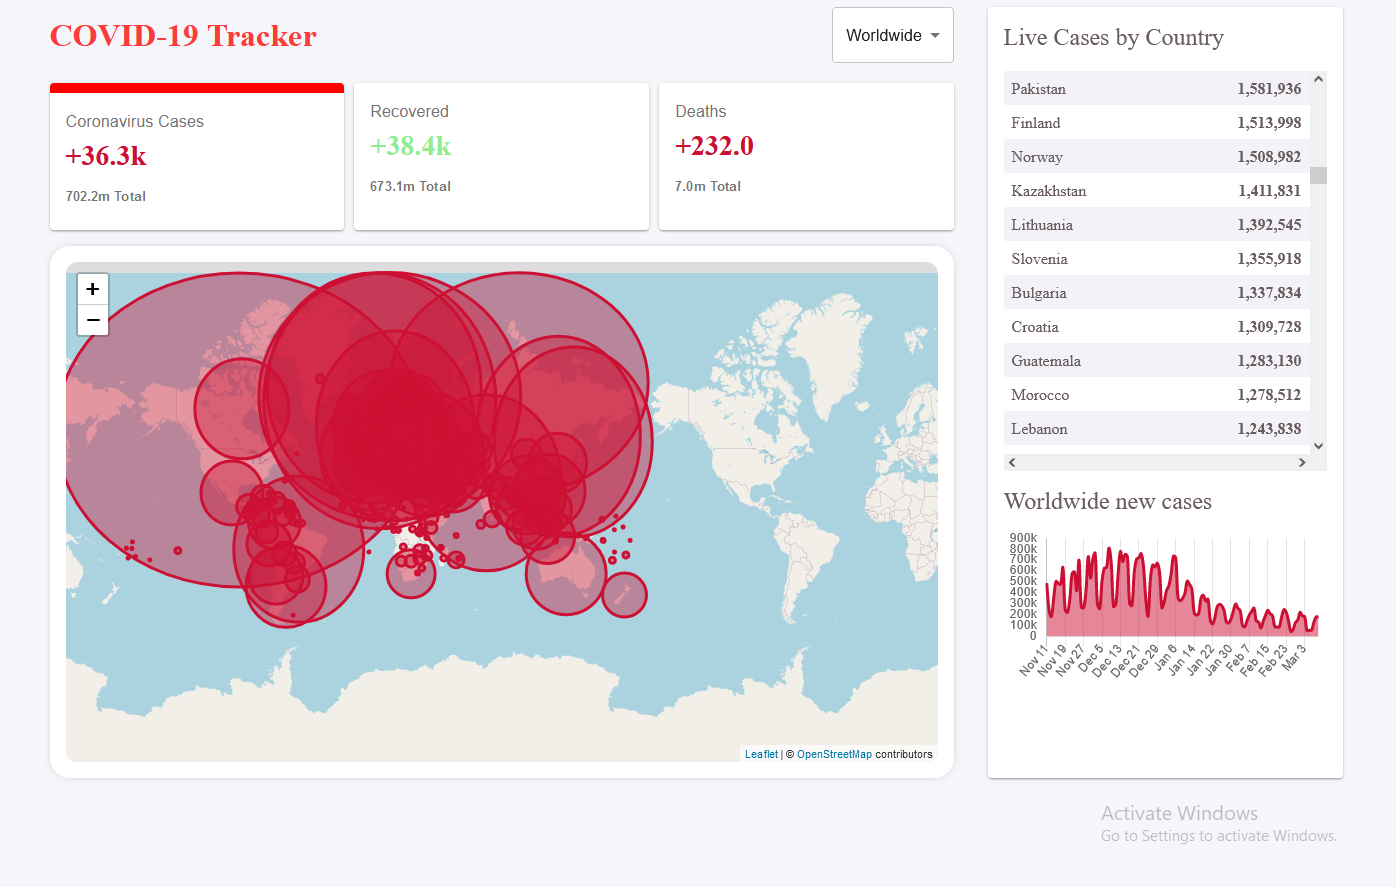 COVID-19 Tracker
Worldwide
Coronavirus Cases
+36.3k
702.2m Total
Recovered
+38.4k
673.1m Total
Deaths
+232.0
7.0m Total
+
−
Leaflet | © OpenStreetMap contributors
Live Cases by Country
Pakistan 1,581,936
Finland 1,513,998
Norway 1,508,982
Kazakhstan 1,411,831
Lithuania 1,392,545
Slovenia 1,355,918
Bulgaria 1,337,834
Croatia 1,309,728
Guatemala 1,283,130
Morocco 1,278,512
Lebanon 1,243,838
Worldwide new cases
900k
800k
700k
600k
500k
400k
300k
200k
100k
0
Nov 11
Nov 19
Nov 27
Dec 5
Dec 13
Dec 21
Dec 29
Jan 6
Jan 14
Jan 22
Jan 30
Feb 7
Feb 15
Feb 23
Mar 3
Activate Windows
Go to Settings to activate Windows.